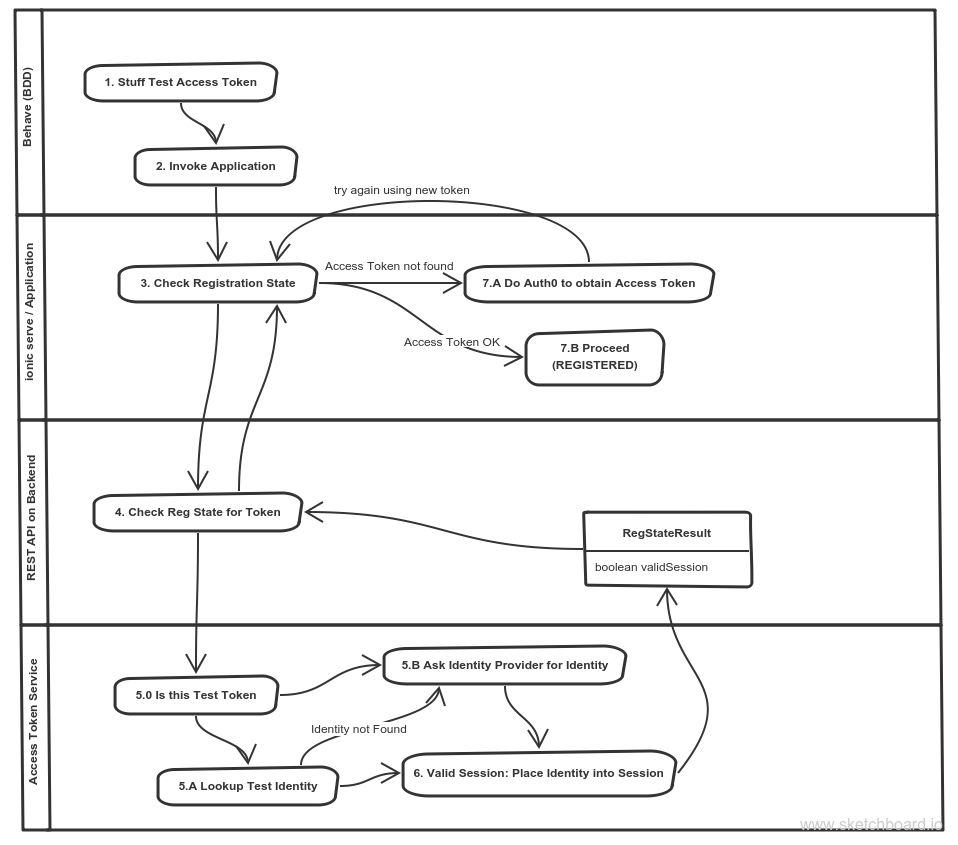 Behave (BDD)
1. Stuff Test Access Token
2. Invoke Application
try again using new token
ionic serve / Application
3. Check Registration State
Access Token not found
7.A Do Auth0 to obtain Access Token
Access Token OK
7.B Proceed
(REGISTERED)
REST API on Backend
4. Check Reg State for Token
RegStateResult
boolean validSession
Access Token Service
5.0 Is this Test Token
5.B Ask Identity Provider for Identity
Identity not Found
5.A Lookup Test Identity
6. Valid Session: Place Identity into Session
www.sketchboard.io